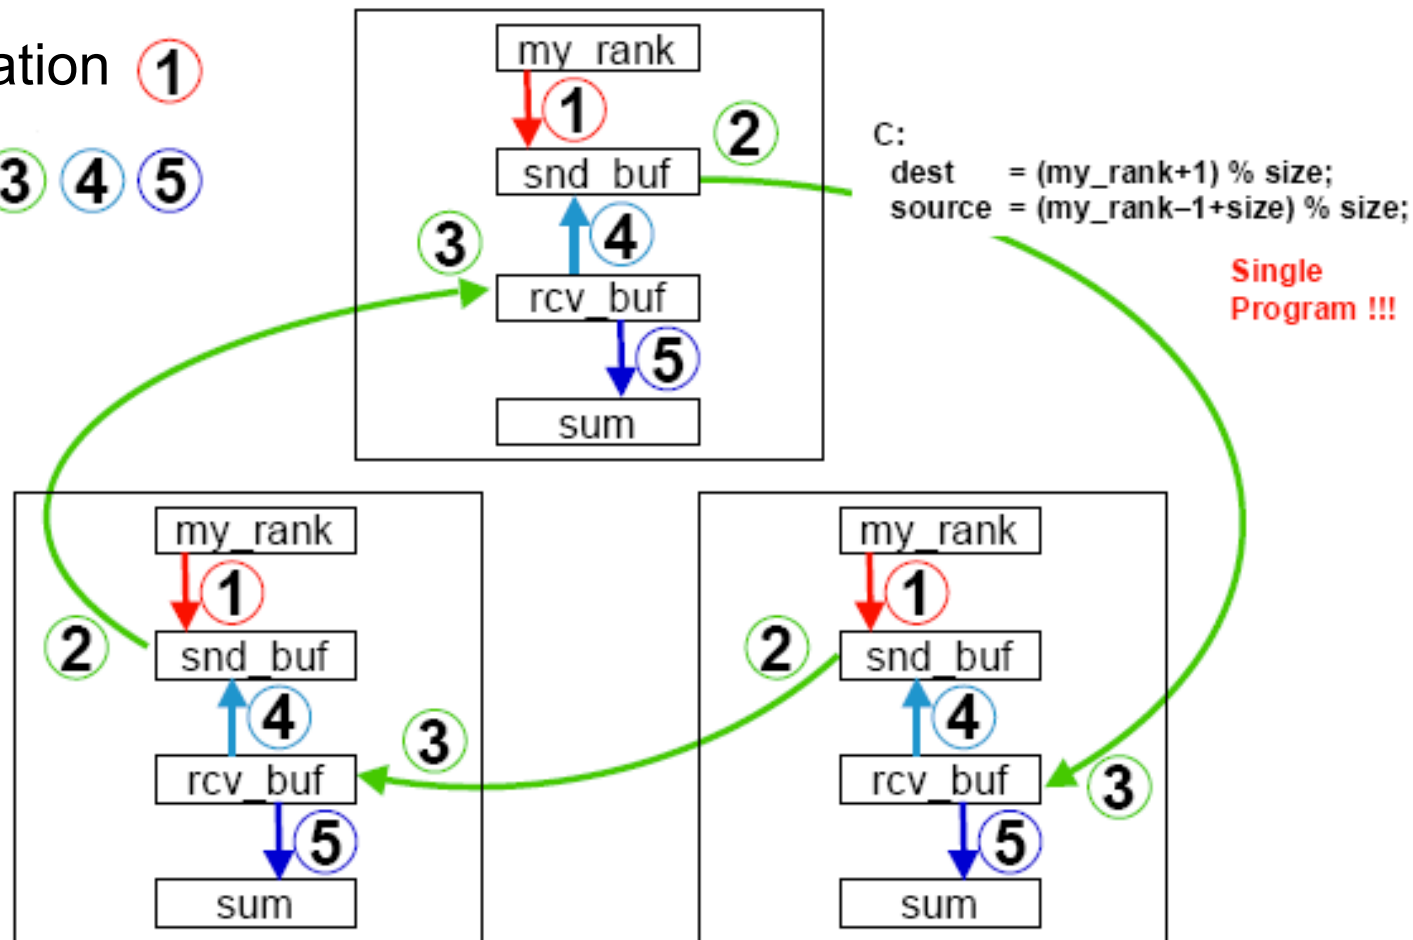 ation 1
3 4 5
my_rank
1
snd_buf
2
3
4
rcv_buf
5
sum
C:
dest = (my_rank+1) % size;
source = (my_rank–1+size) % size;
Single
Program !!!
my_rank
1
2
snd_buf
4
3
rcv_buf
5
sum
my_rank
1
2
snd_buf
4
rcv_buf
3
5
sum